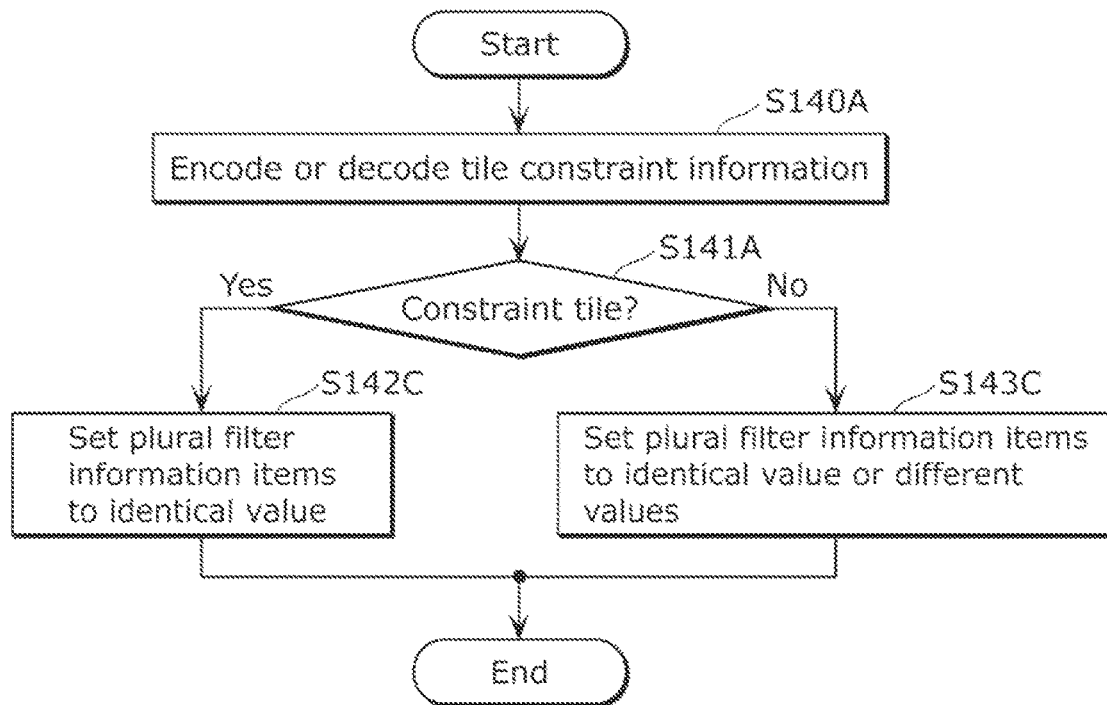 Start
S140A
Encode or decode tile constraint information
S141A
Yes
No
Constraint tile?
S142C
S143C
Set plural filter
information items
to identical value
Set plural filter information items
to identical value or different
values
End